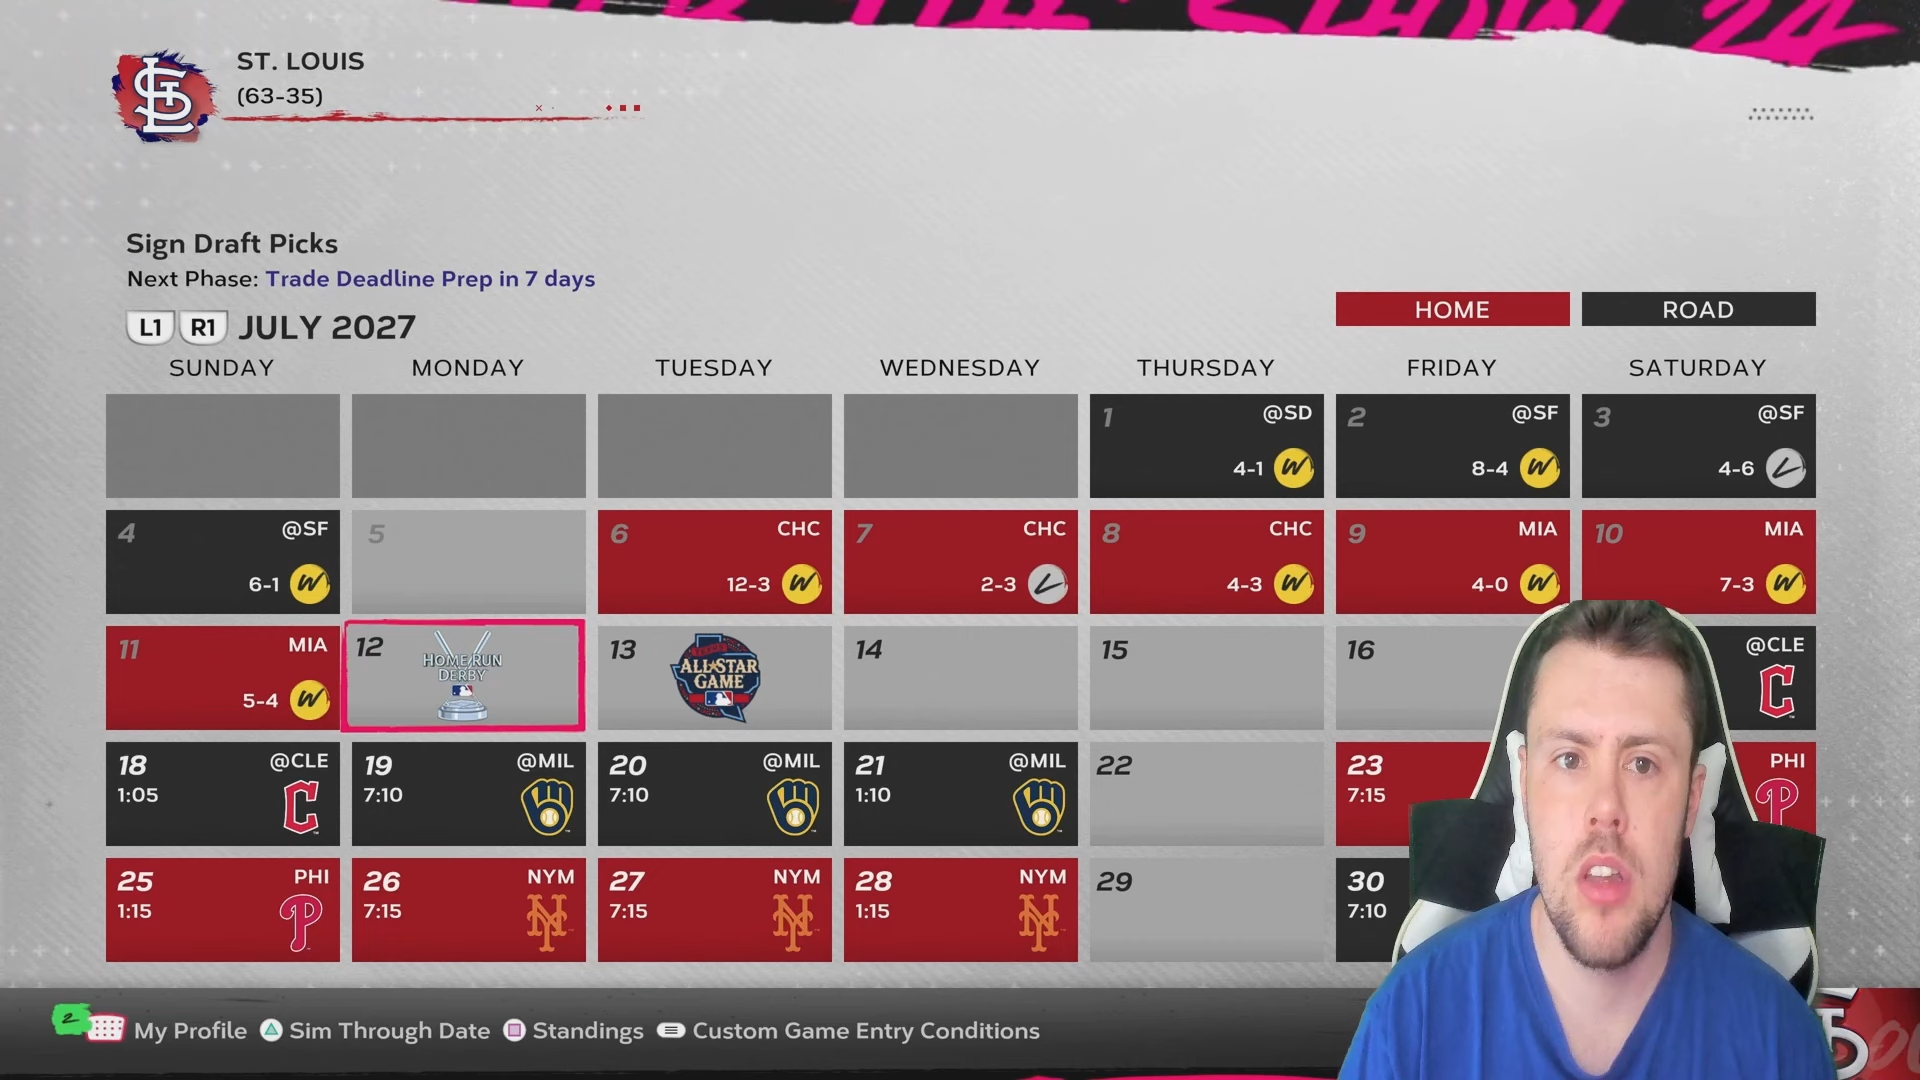 THE SHOW 24
ST. LOUIS
(63-35)
Sign Draft Picks
Next Phase: Trade Deadline Prep in 7 days
HOME ROAD
L1 R1 JULY 2027
SUNDAY MONDAY TUESDAY WEDNESDAY THURSDAY FRIDAY SATURDAY
1 @SD 2 @SF 3 @SF
4-1 W 8-4 W 4-6 L
4 @SF 5 6 CHC 7 CHC 8 CHC 9 MIA 10 MIA
6-1 W 12-3 W 2-3 L 4-3 W 4-0 W 7-3 W
11 MIA 12 HOME RUN DERBY 13 ALL-STAR GAME 14 15 16 @CLE
5-4 W
18 @CLE 19 @MIL 20 @MIL 21 @MIL 22 23 PHI
1:05 7:10 7:10 1:10 7:15
25 PHI 26 NYM 27 NYM 28 NYM 29 30
1:15 7:15 7:15 1:15 7:10
2 My Profile Sim Through Date Standings Custom Game Entry Conditions